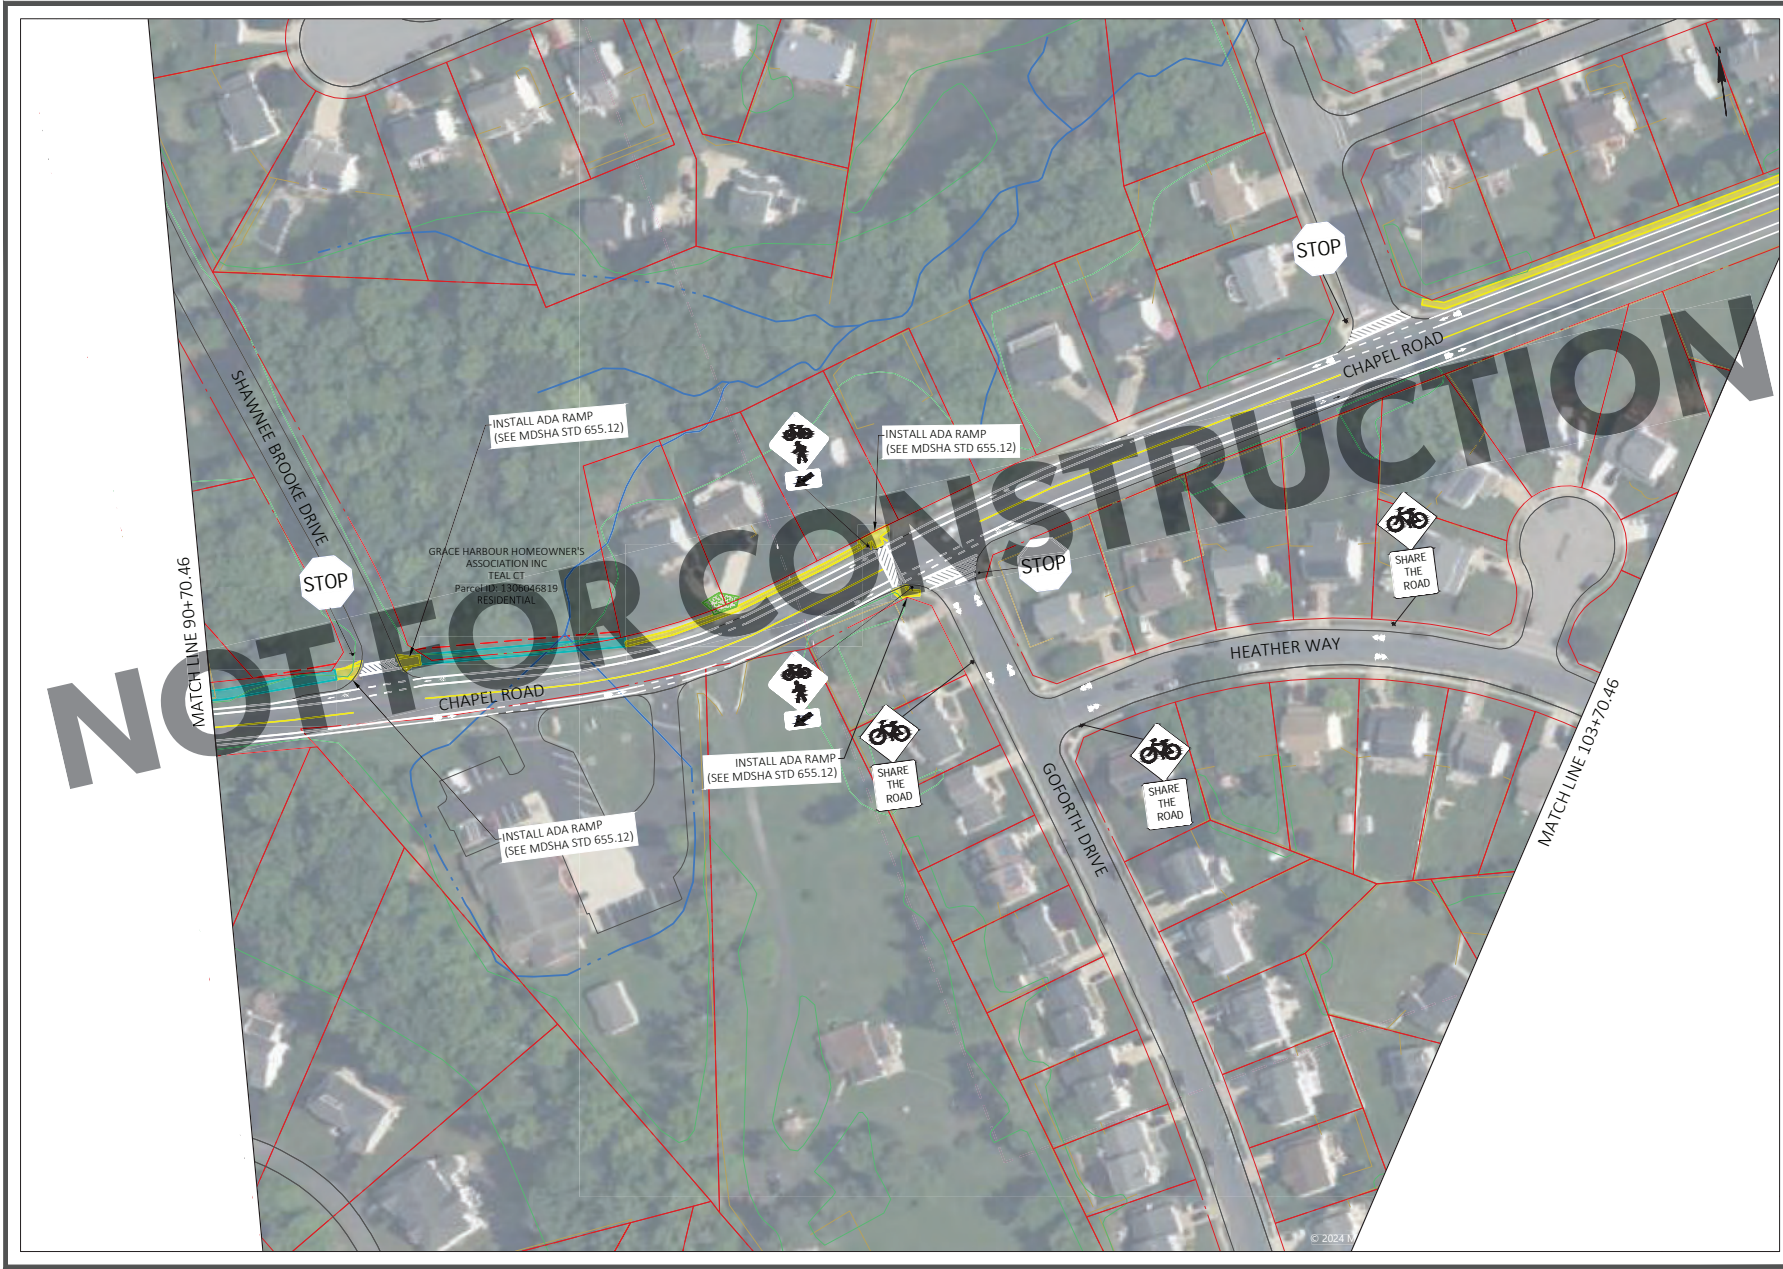 N
STOP
CHAPEL ROAD
SHAWNEE BROOKE DRIVE
INSTALL ADA RAMP
(SEE MDSHA STD 655.12)
INSTALL ADA RAMP
(SEE MDSHA STD 655.12)
NOT FOR CONSTRUCTION
GRACE HARBOUR HOMEOWNER'S
ASSOCIATION INC
TEAL CT
Parcel ID: 1306046819
RESIDENTIAL
STOP
STOP
SHARE
THE
ROAD
MATCH LINE 90+70.46
HEATHER WAY
CHAPEL ROAD
INSTALL ADA RAMP
(SEE MDSHA STD 655.12)
SHARE
THE
ROAD
SHARE
THE
ROAD
GOFORTH DRIVE
MATCH LINE 103+70.46
INSTALL ADA RAMP
(SEE MDSHA STD 655.12)
© 2024 M